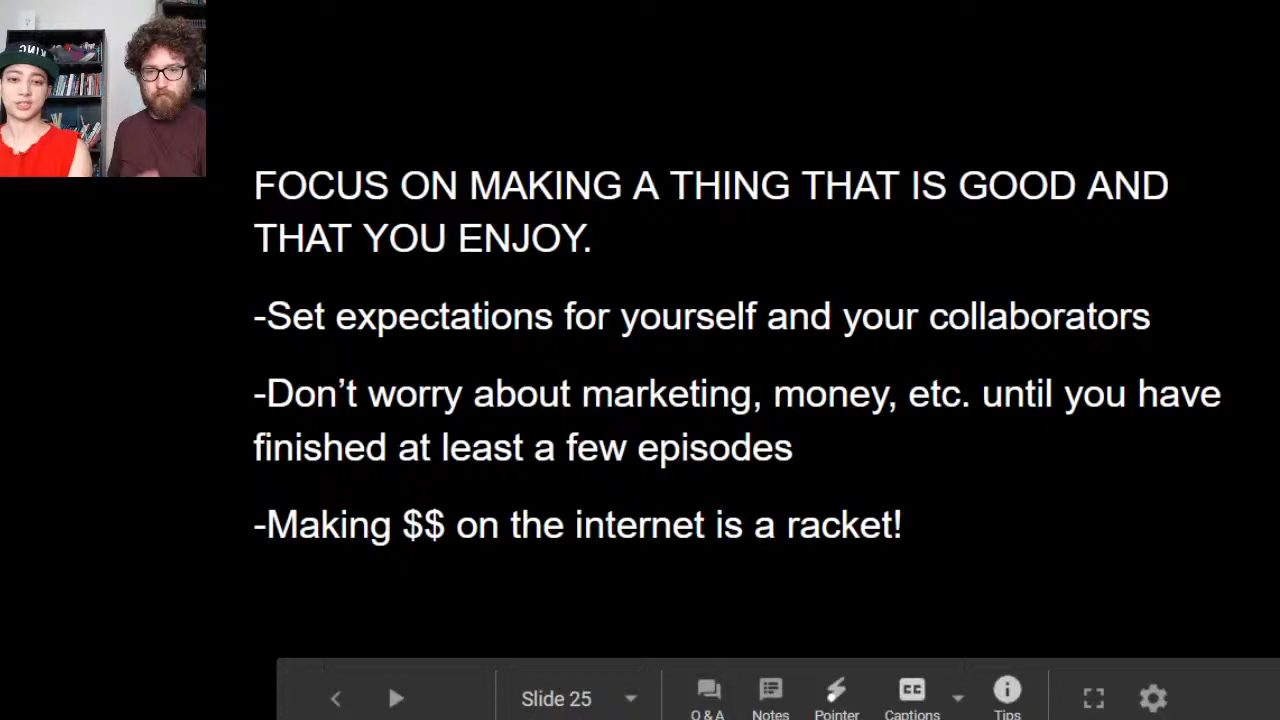 KING
FOCUS ON MAKING A THING THAT IS GOOD AND
THAT YOU ENJOY.
-Set expectations for yourself and your collaborators
-Don’t worry about marketing, money, etc. until you have
finished at least a few episodes
-Making $$ on the internet is a racket!
Slide 25
Q & A
Notes
Pointer
CC
Captions
Tips